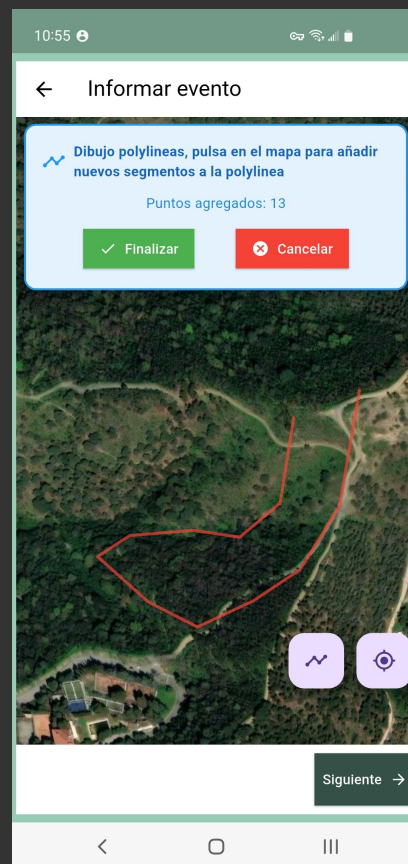 10:55
Informar evento
Dibujo polylineas, pulsa en el mapa para añadir
nuevos segmentos a la polylinea
Puntos agregados: 13
Finalizar
Cancelar
Siguiente